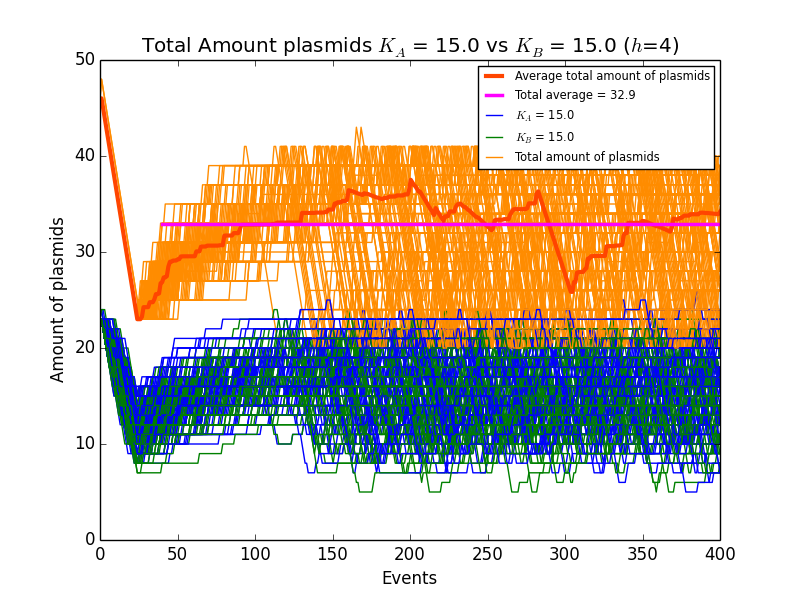 Total Amount plasmids K_A = 15.0 vs K_B = 15.0 (h=4)
50
40
30
20
10
0
Amount of plasmids
Average total amount of plasmids
Total average = 32.9
K_A = 15.0
K_B = 15.0
Total amount of plasmids
0 50 100 150 200 250 300 350 400
Events